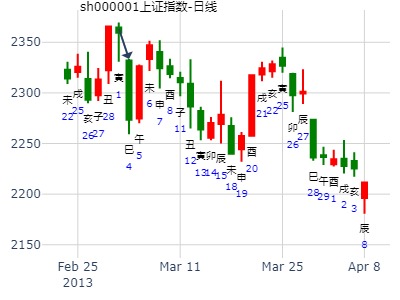 sh000001上证指数-日线
2350
2300
2250
2200
2150
未
22
戌
25
亥
26
子
27
丑
28
寅
1
巳
4
午
5
未
6
申
7
酉
8
子
11
丑
12
寅
13
卯
14
辰
15
未
18
申
19
酉
20
戌
21
亥
22
寅
25
卯
26
辰
27
巳
28
午
29
酉
1
戌
2
亥
3
辰
8
Feb 25
2013
Mar 11
Mar 25
Apr 8